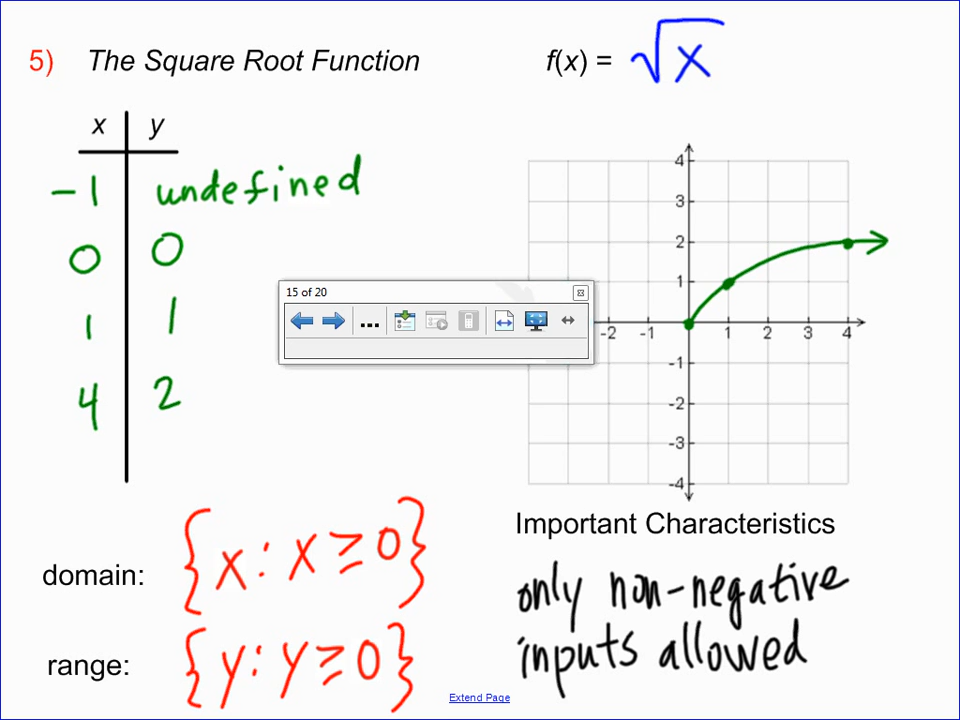 5) The Square Root Function f(x) = √x
x y
-1 undefined
0 0
1 1
4 2
15 of 20
...
4
3
2
1
-2 -1 1 2 3 4
-1
-2
-3
-4
Important Characteristics
only non-negative
inputs allowed
domain: {x: x ≥ 0}
range: {y: y ≥ 0}
Extend Page